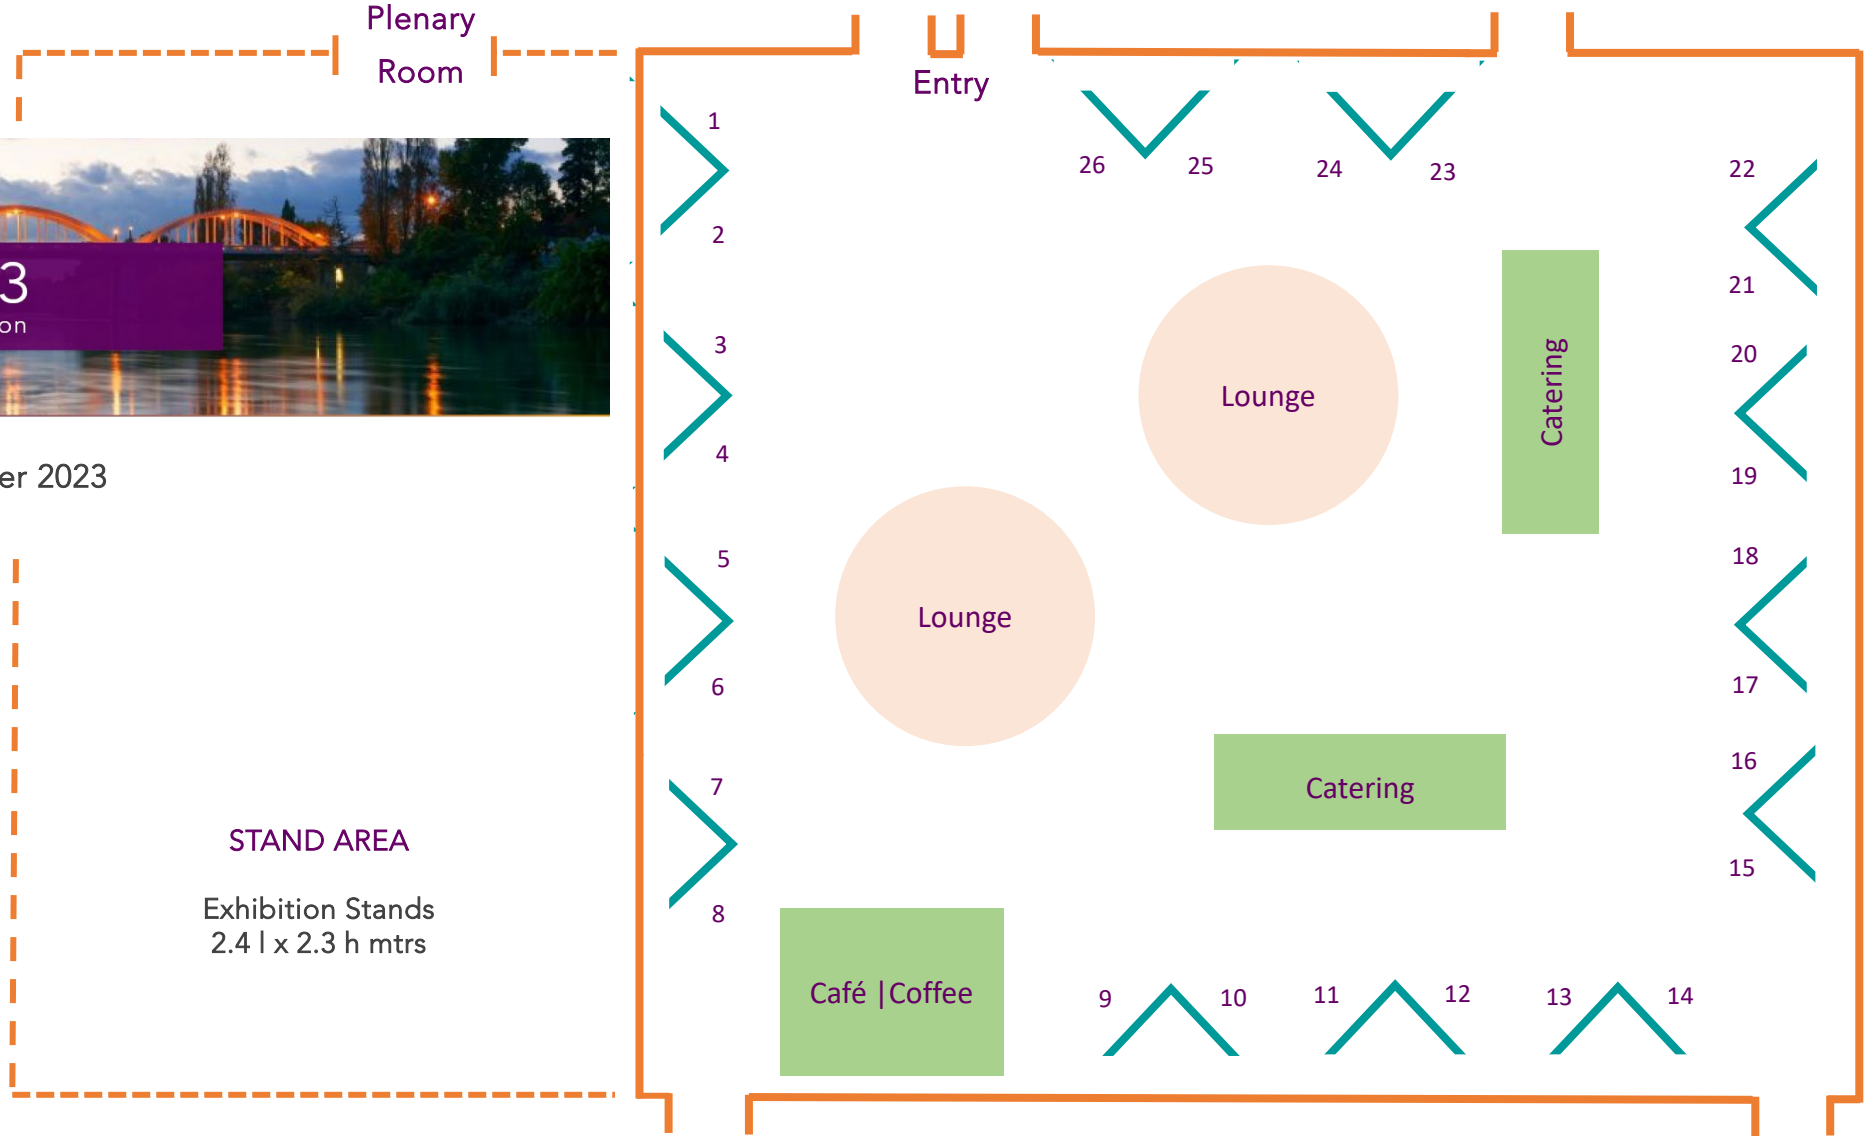 Plenary
Room
Entry
3
on
er 2023
STAND AREA
Exhibition Stands
2.4 l x 2.3 h mtrs
1
2
3
4
5
6
7
8
9
10
11
12
13
14
15
16
17
18
19
20
21
22
23
24
25
26
Lounge
Lounge
Catering
Catering
Café |Coffee